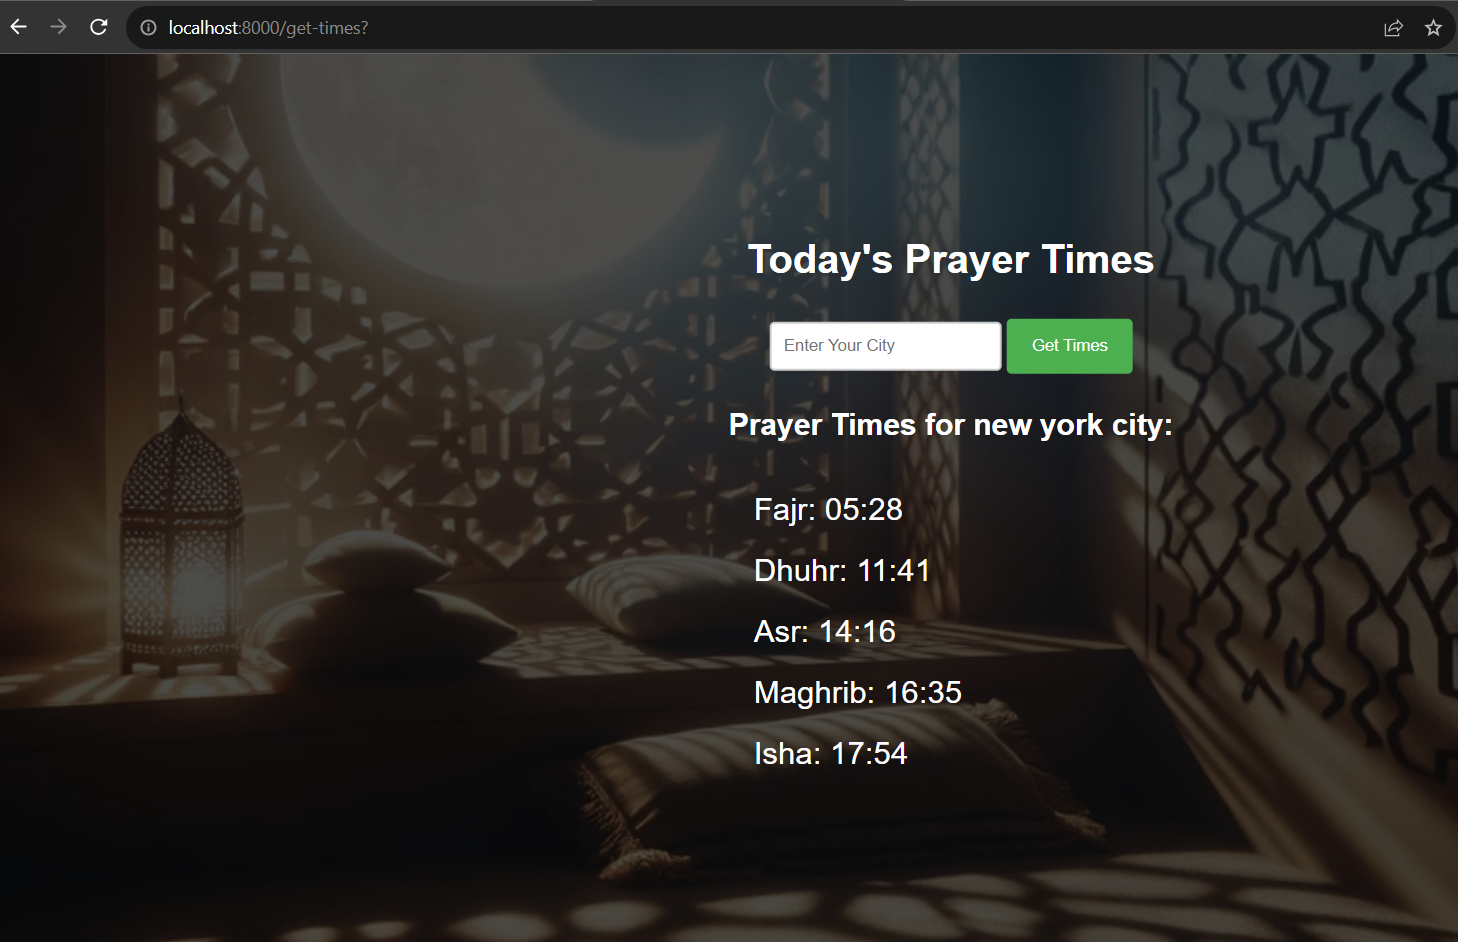 localhost:8000/get-times?
Today's Prayer Times
Enter Your City
Get Times
Prayer Times for new york city:
Fajr: 05:28
Dhuhr: 11:41
Asr: 14:16
Maghrib: 16:35
Isha: 17:54